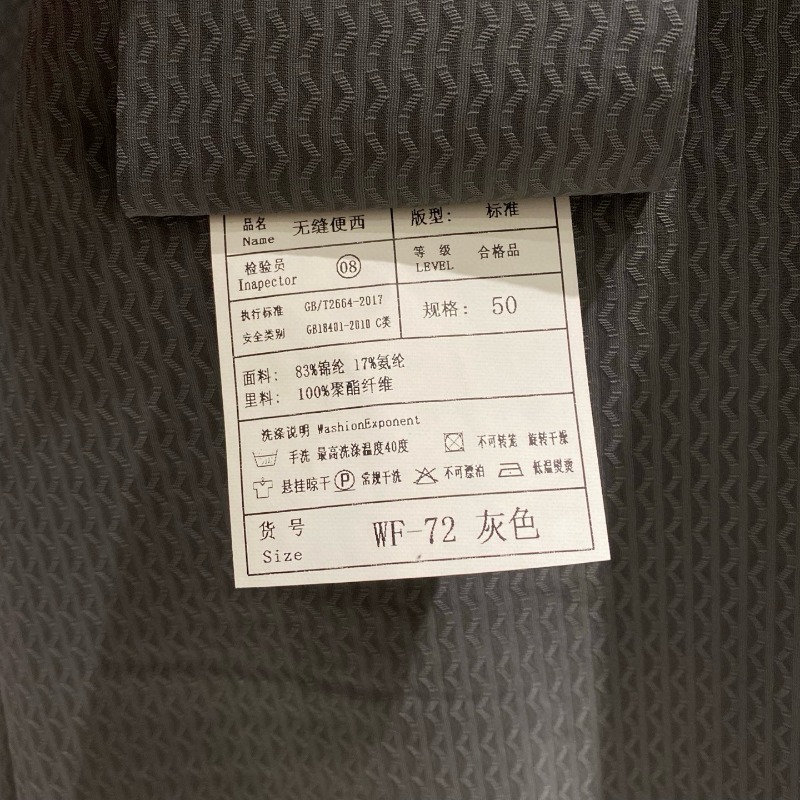 品名 无缝便西 版型: 标准
Name
检验员 08 等级 合格品
Inapector LEVEL
执行标准 GB/T2664-2017 规格: 50
安全类别 GB18401-2010 C类
面料: 83%锦纶 17%氨纶
里料: 100%聚酯纤维
洗涤说明 WashionExponent
手洗 最高洗涤温度40度 不可转笼 旋转干燥
悬挂晾干 P 常规干洗 不可漂泊 低温熨烫
货号 WF-72 灰色
Size